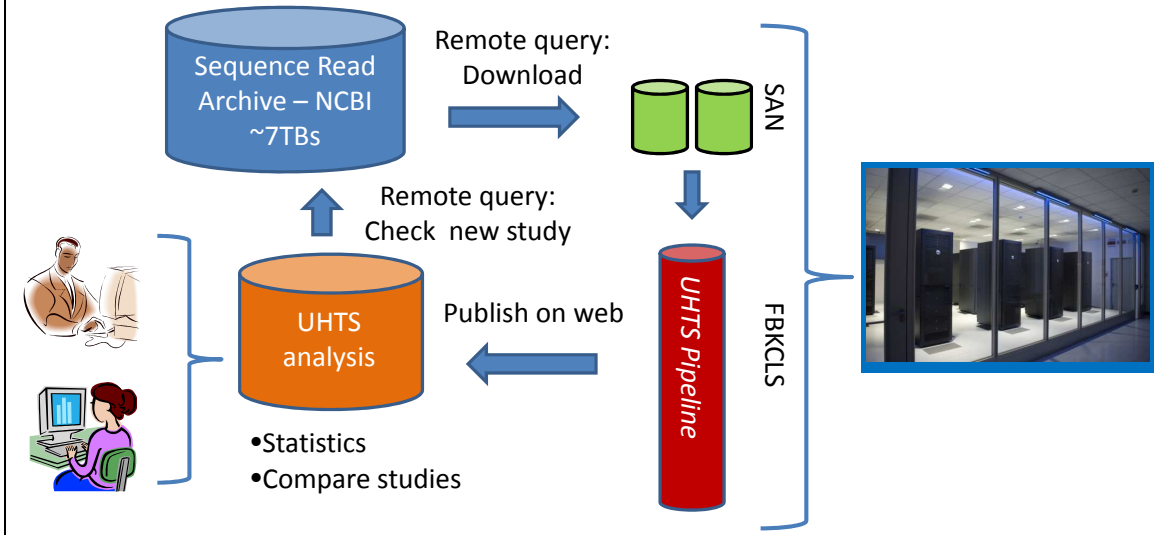 Sequence Read
Archive – NCBI
~7TBs
Remote query:
Download
SAN
Remote query:
Check new study
UHTS
analysis
Publish on web
UHTS Pipeline
FBKCLS
•Statistics
•Compare studies